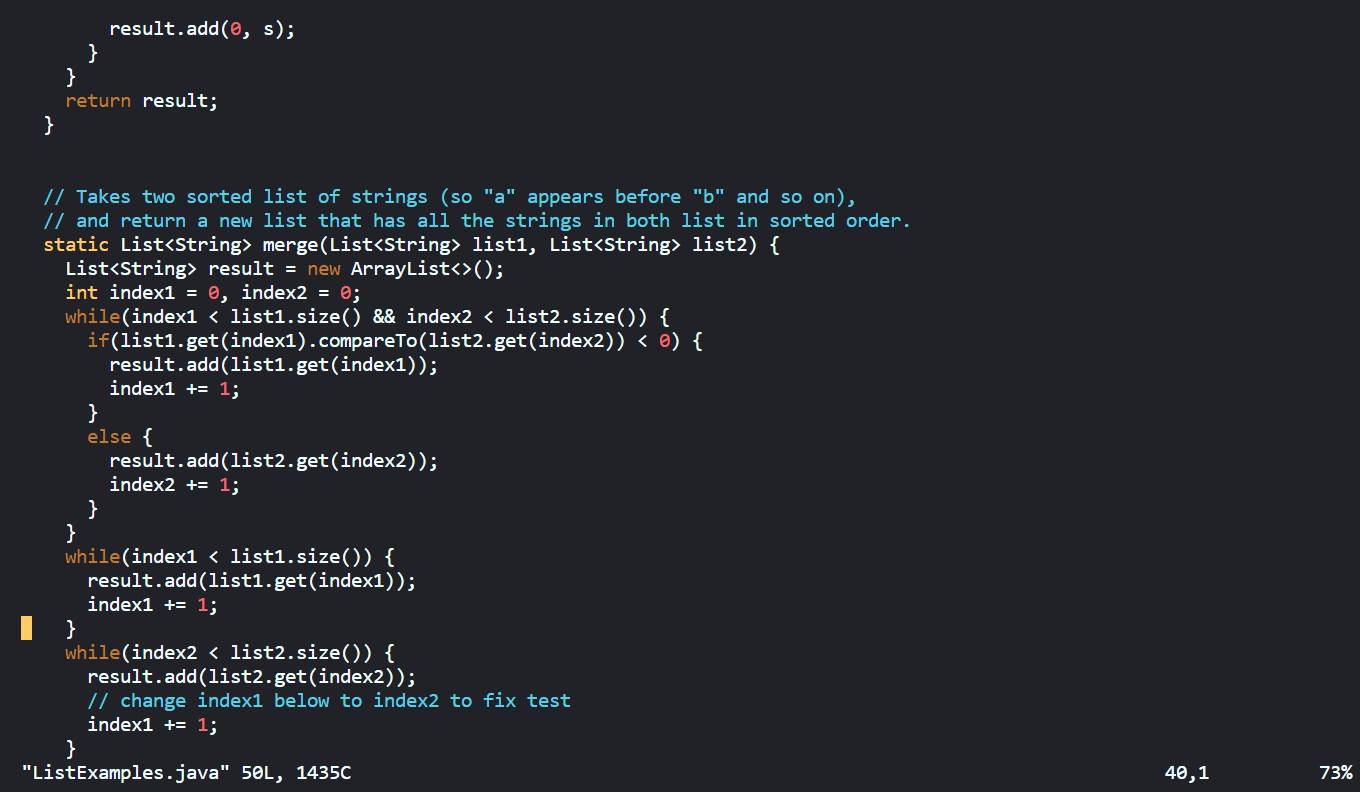 result.add(0, s);
      }
    }
    return result;
  }

  // Takes two sorted list of strings (so "a" appears before "b" and so on),
  // and return a new list that has all the strings in both list in sorted order.
  static List<String> merge(List<String> list1, List<String> list2) {
    List<String> result = new ArrayList<>();
    int index1 = 0, index2 = 0;
    while(index1 < list1.size() && index2 < list2.size()) {
      if(list1.get(index1).compareTo(list2.get(index2)) < 0) {
        result.add(list1.get(index1));
        index1 += 1;
      }
      else {
        result.add(list2.get(index2));
        index2 += 1;
      }
    }
    while(index1 < list1.size()) {
      result.add(list1.get(index1));
      index1 += 1;
    }
    while(index2 < list2.size()) {
      result.add(list2.get(index2));
      // change index1 below to index2 to fix test
      index1 += 1;
    }
"ListExamples.java" 50L, 1435C 40,1 73%